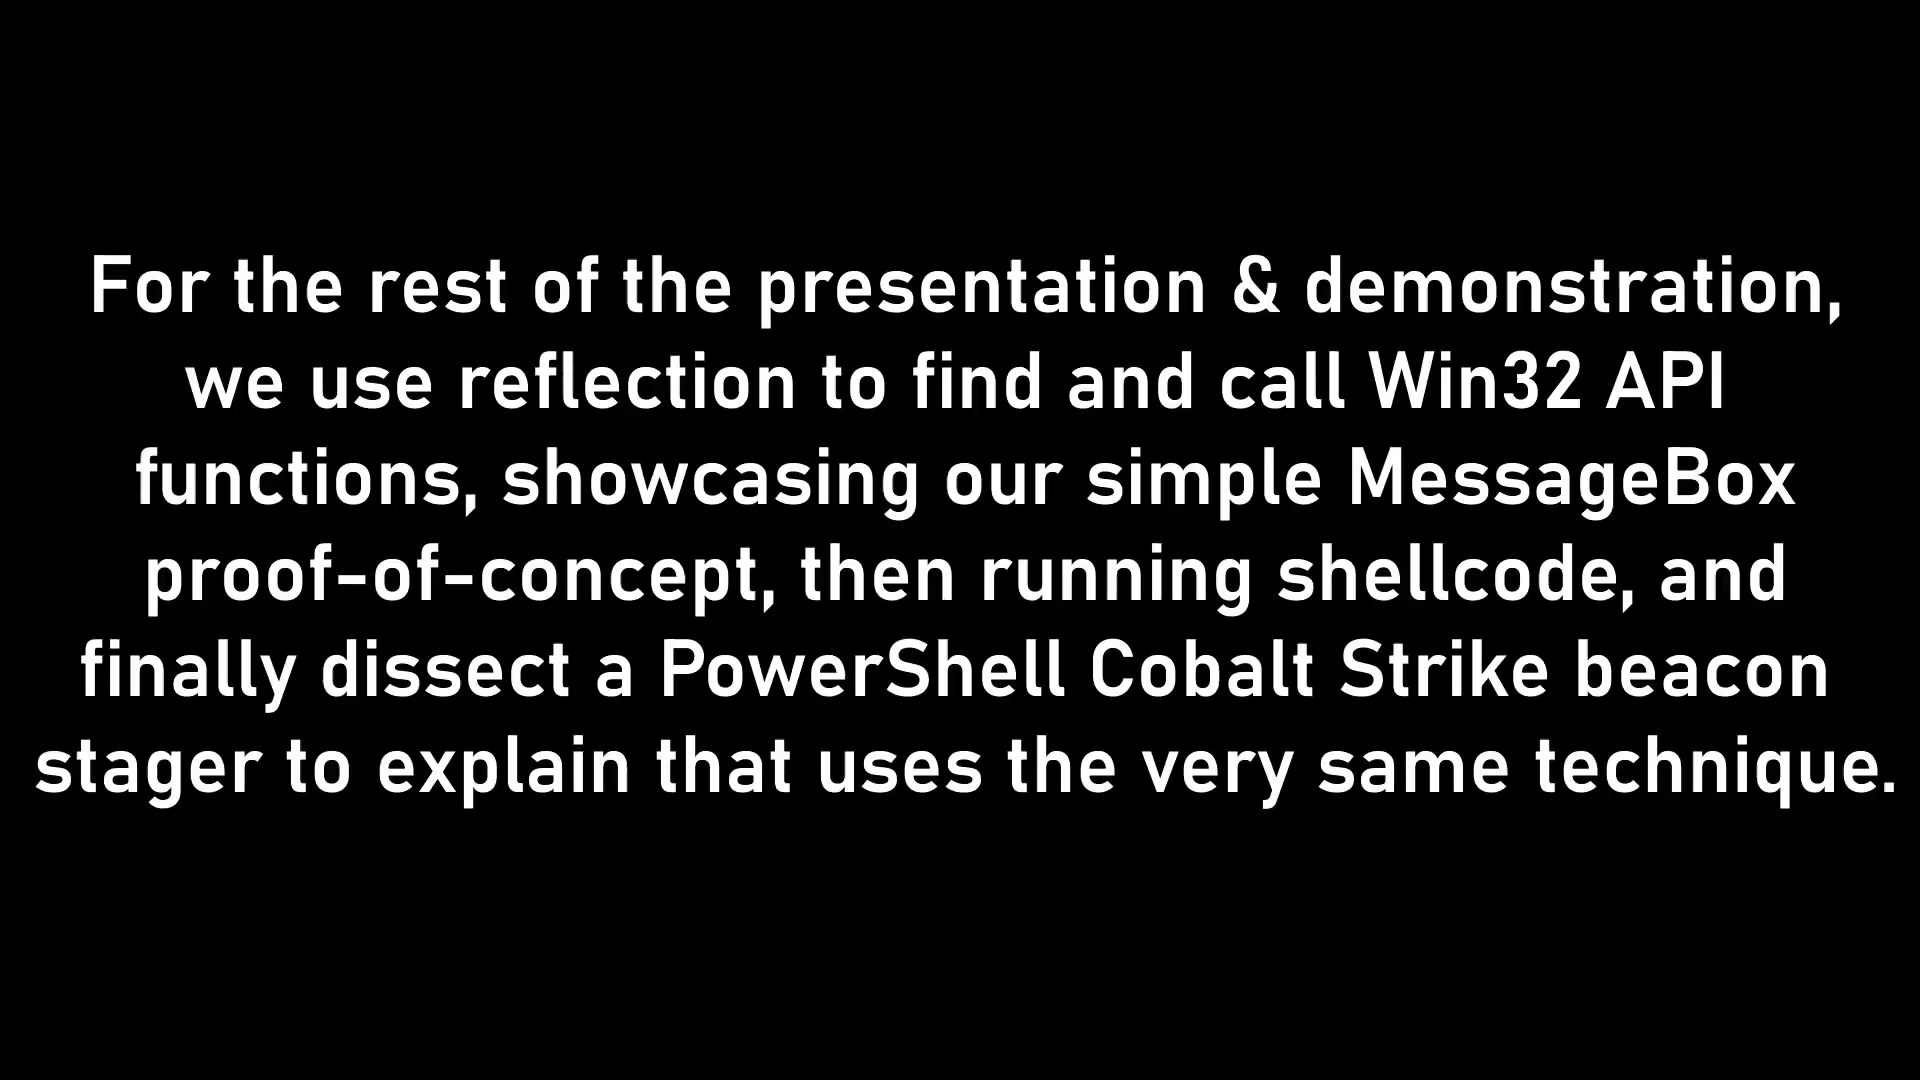 For the rest of the presentation & demonstration,
we use reflection to find and call Win32 API
functions, showcasing our simple MessageBox
proof-of-concept, then running shellcode, and
finally dissect a PowerShell Cobalt Strike beacon
stager to explain that uses the very same technique.